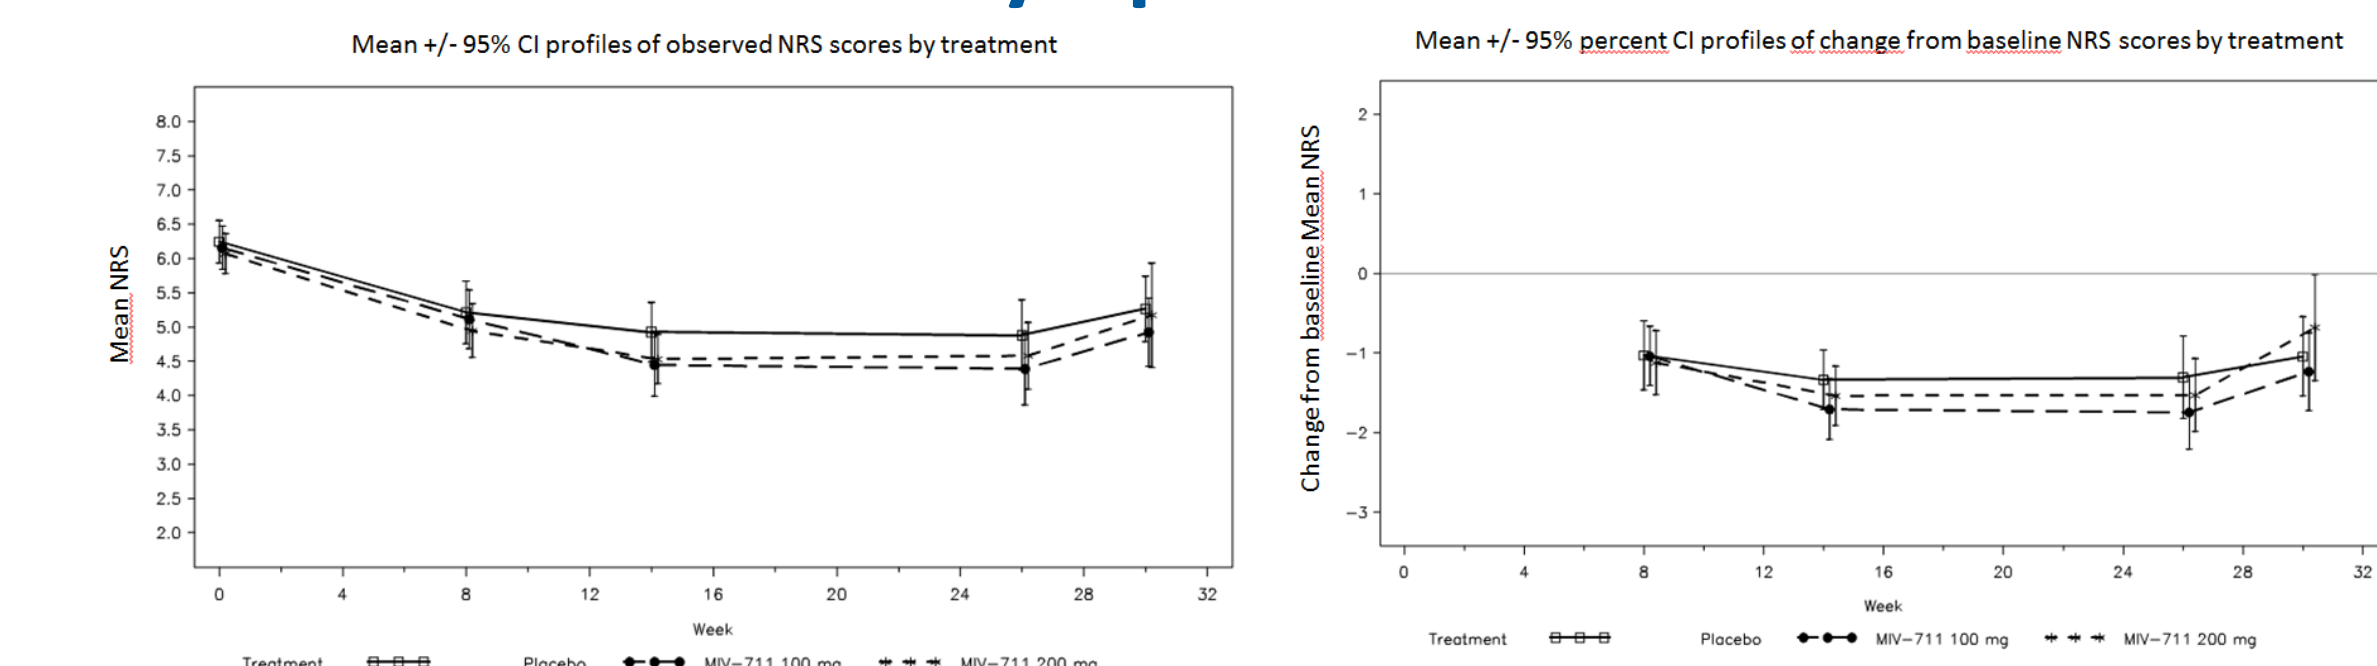 Mean +/- 95% CI profiles of observed NRS scores by treatment
Mean NRS
8.0
7.5
7.0
6.5
6.0
5.5
5.0
4.5
4.0
3.5
3.0
2.5
2.0
0 4 8 12 16 20 24 28 32
Week
Treatment Placebo MIV-711 100 mg MIV-711 200 mg
Mean +/- 95% percent CI profiles of change from baseline NRS scores by treatment
Change from baseline Mean NRS
2
1
0
-1
-2
-3
0 4 8 12 16 20 24 28 32
Week
Treatment Placebo MIV-711 100 mg MIV-711 200 mg